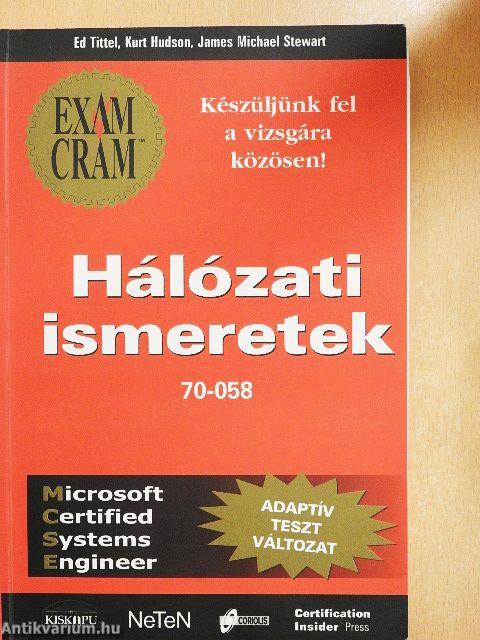 Ed Tittel, Kurt Hudson, James Michael Stewart
EXAM
CRAM™
Készüljünk fel
a vizsgára
közösen!
Hálózati
ismeretek
70-058
Microsoft
Certified
Systems
Engineer
ADAPTÍV
TESZT
VÁLTOZAT
KISKAPU
NeTeN
CORIOLIS
Certification
Insider Press
Antikvarium.hu